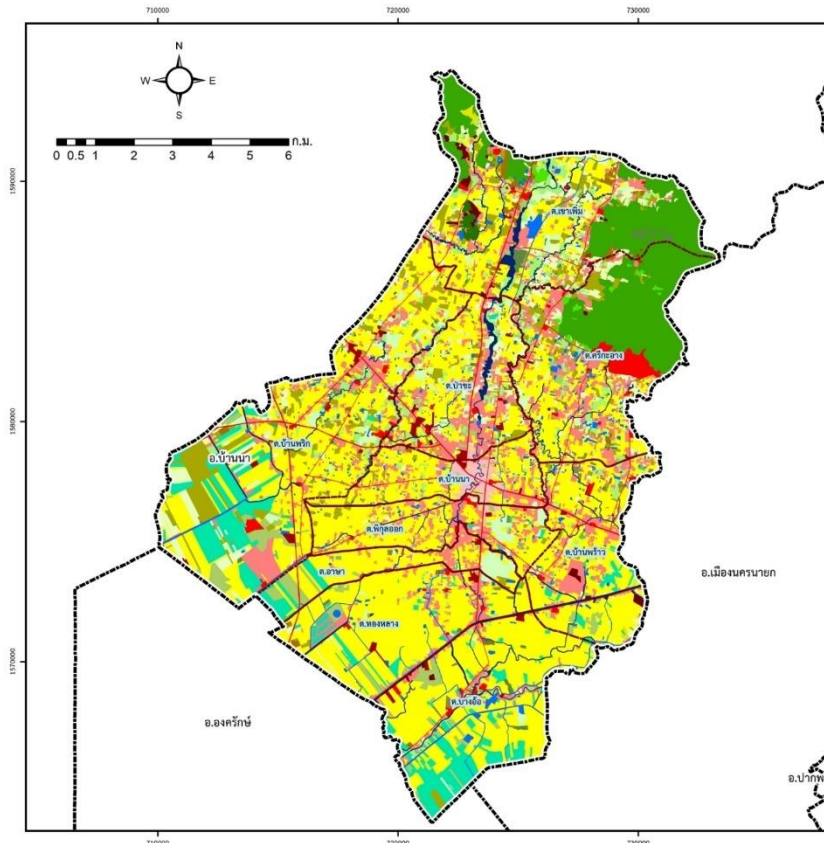 710000
720000
730000
N
W
E
S
ก.ม.
0 0.5 1 2 3 4 5 6
1590000
ต.เขาเพิ่ม
ต.ศรีกะอาง
ต.ป่าขะ
1580000
ต.บ้านพริก
อ.บ้านนา
ต.บ้านนา
ต.พิกุลออก
ต.บ้านพร้าว
ต.อาษา
อ.เมืองนครนายก
ต.ทองหลาง
1570000
ต.บางอ้อ
อ.องครักษ์
710000
720000
730000